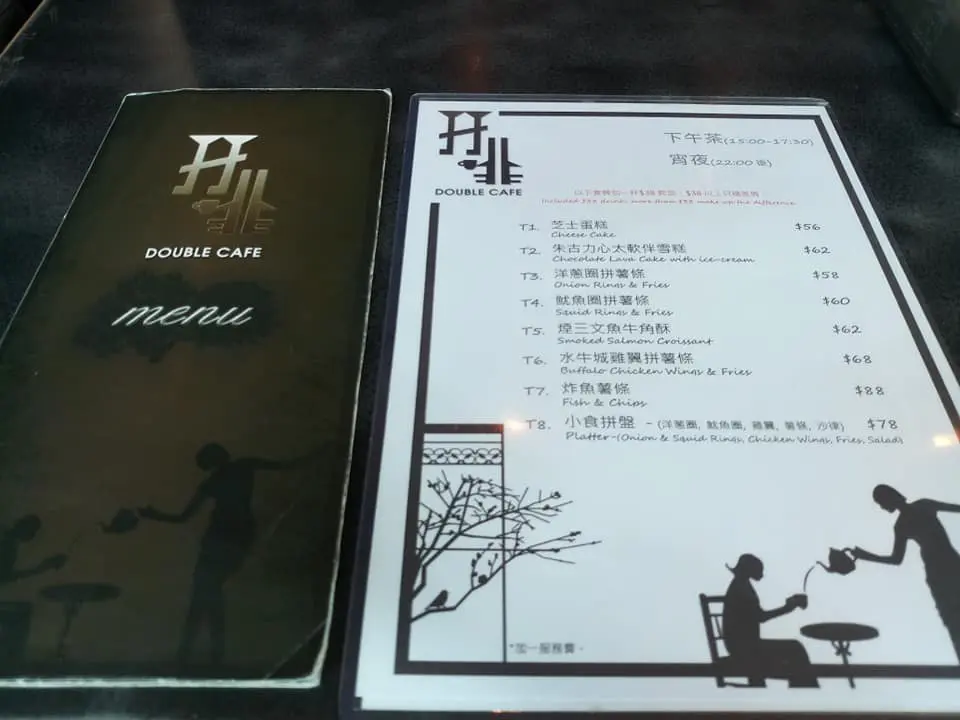 DOUBLE CAFE
menu
DOUBLE CAFE
下午茶(15:00-17:30)
宵夜(22:00 後)
T1. 芝士蛋糕 $56
Cheese Cake
T2. 朱古力心太軟伴雪糕 $62
Chocolate Lava Cake with ice-cream
T3. 洋蔥圈拼薯條 $58
Onion Rings & Fries
T4. 魷魚圈拼薯條 $60
Squid Rings & Fries
T5. 煙三文魚牛角酥 $62
Smoked Salmon Croissant
T6. 水牛城雞翼拼薯條 $68
Buffalo Chicken Wings & Fries
T7. 炸魚薯條 $88
Fish & Chips
T8. 小食拼盤 - (洋蔥圈, 魷魚圈, 雞翼, 薯條, 沙律) $78
Platter-(Onion & Squid Rings, Chicken Wings, Fries, Salad)
*加一服務費。